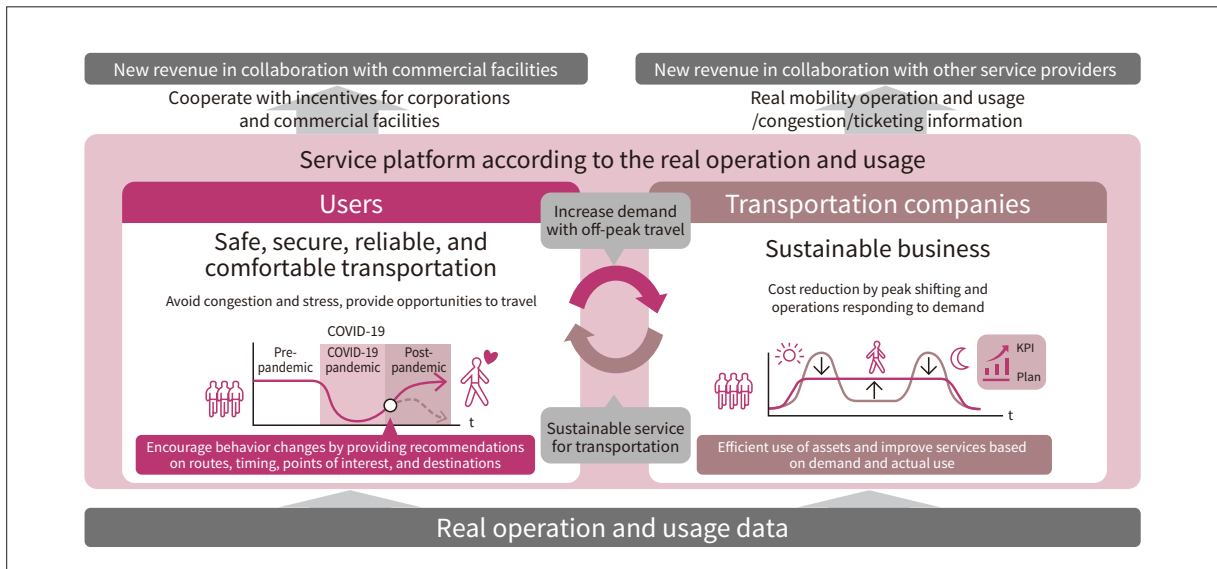 New revenue in collaboration with commercial facilities
New revenue in collaboration with other service providers
Cooperate with incentives for corporations
and commercial facilities
Real mobility operation and usage
/congestion/ticketing information
Service platform according to the real operation and usage
Users
Safe, secure, reliable, and
comfortable transportation
Avoid congestion and stress, provide opportunities to travel
COVID-19
Pre-
pandemic
COVID-19
pandemic
Post-
pandemic
t
Encourage behavior changes by providing recommendations
on routes, timing, points of interest, and destinations
Increase demand
with off-peak travel
Sustainable service
for transportation
Transportation companies
Sustainable business
Cost reduction by peak shifting and
operations responding to demand
KPI
Plan
t
Efficient use of assets and improve services based
on demand and actual use
Real operation and usage data